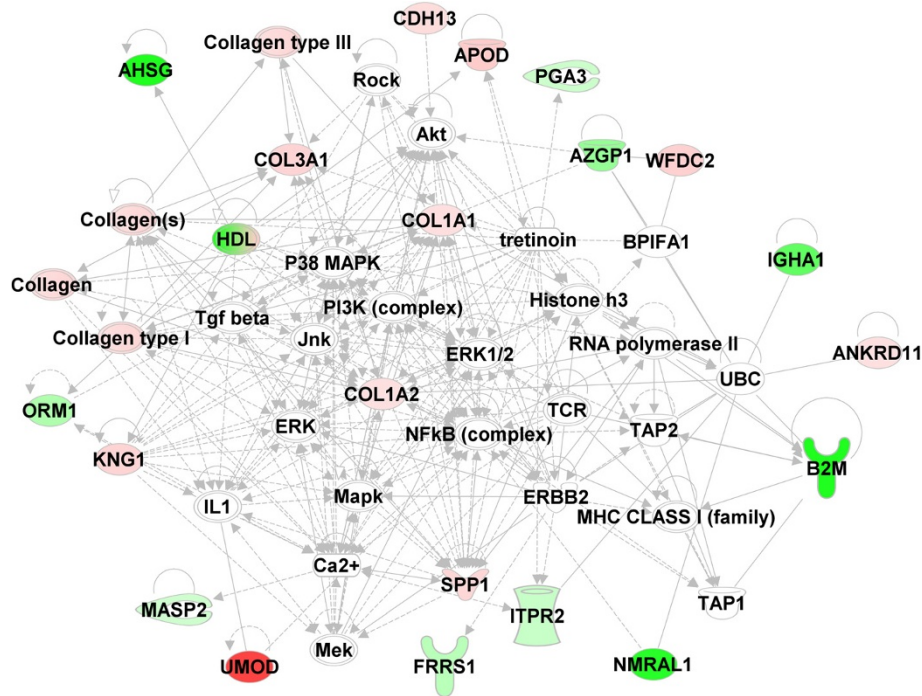 CDH13
Collagen type III
APOD
AHSG
Rock
PGA3
Akt
COL3A1
AZGP1
WFDC2
Collagen(s)
COL1A1
HDL
tretinoin
BPIFA1
IGHA1
P38 MAPK
Collagen
PI3K (complex)
Histone h3
Tgf beta
Collagen type I
Jnk
RNA polymerase II
ERK1/2
ANKRD11
UBC
COL1A2
ORM1
TCR
ERK
NFkB (complex)
TAP2
KNG1
B2M
Mapk
ERBB2
IL1
MHC CLASS I (family)
Ca2+
SPP1
MASP2
ITPR2
TAP1
Mek
UMOD
FRRS1
NMRAL1